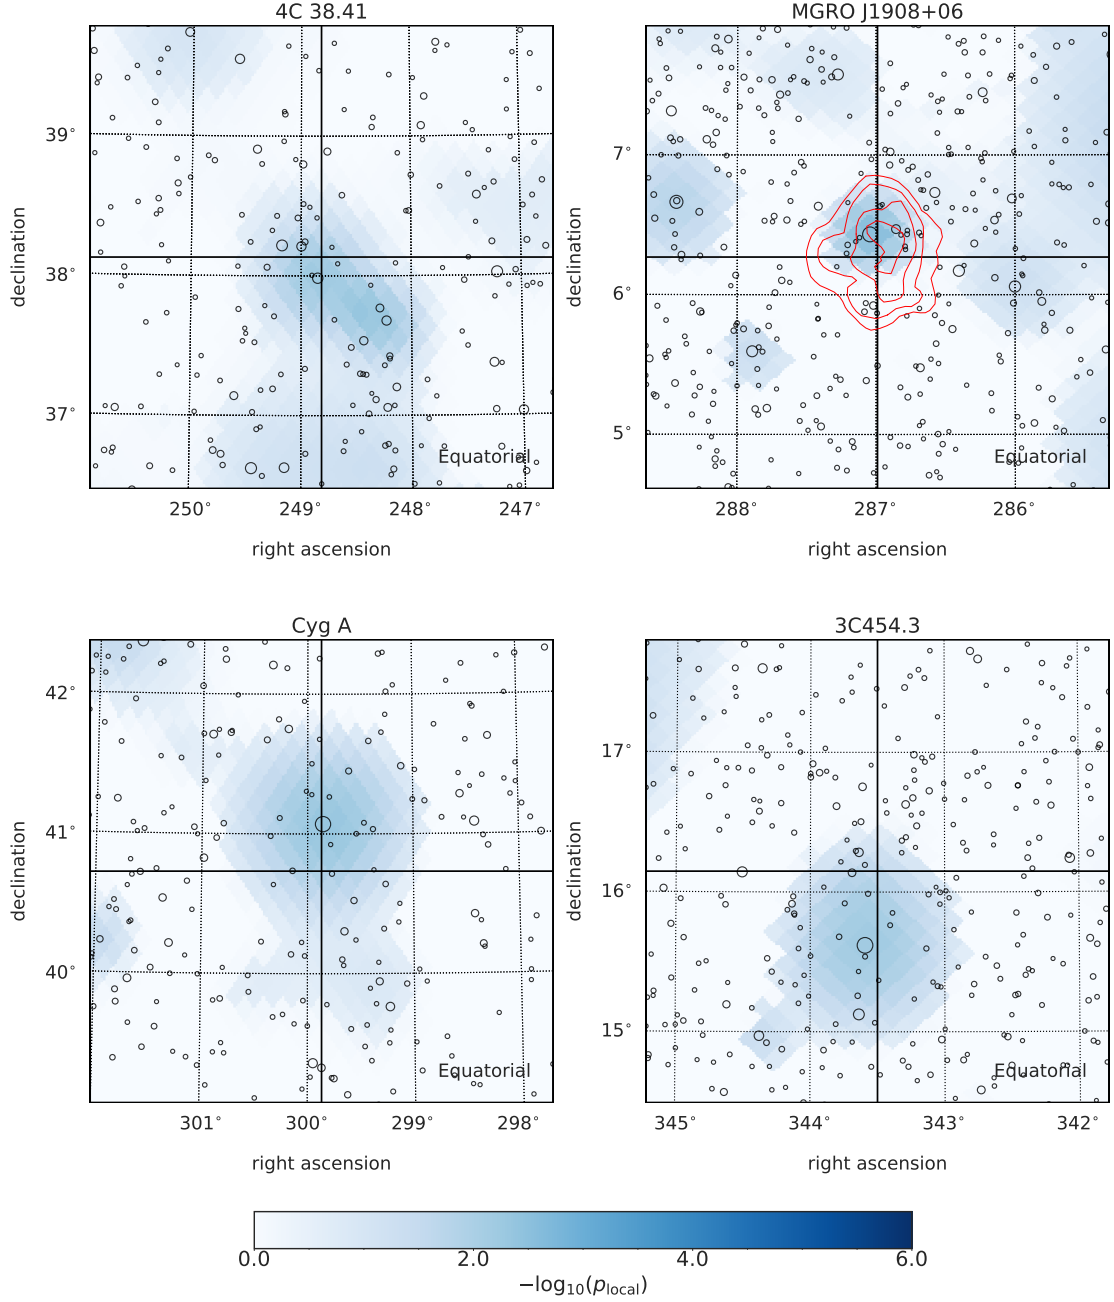 4C 38.41
MGRO J1908+06
39°
38°
37°
declination
Equatorial
250° 249° 248° 247°
right ascension
7°
6°
5°
declination
Equatorial
288° 287° 286°
right ascension
Cyg A
3C454.3
42°
41°
40°
declination
Equatorial
301° 300° 299° 298°
right ascension
17°
16°
15°
declination
Equatorial
345° 344° 343° 342°
right ascension
0.0 2.0 4.0 6.0
−log₁₀(p_local)